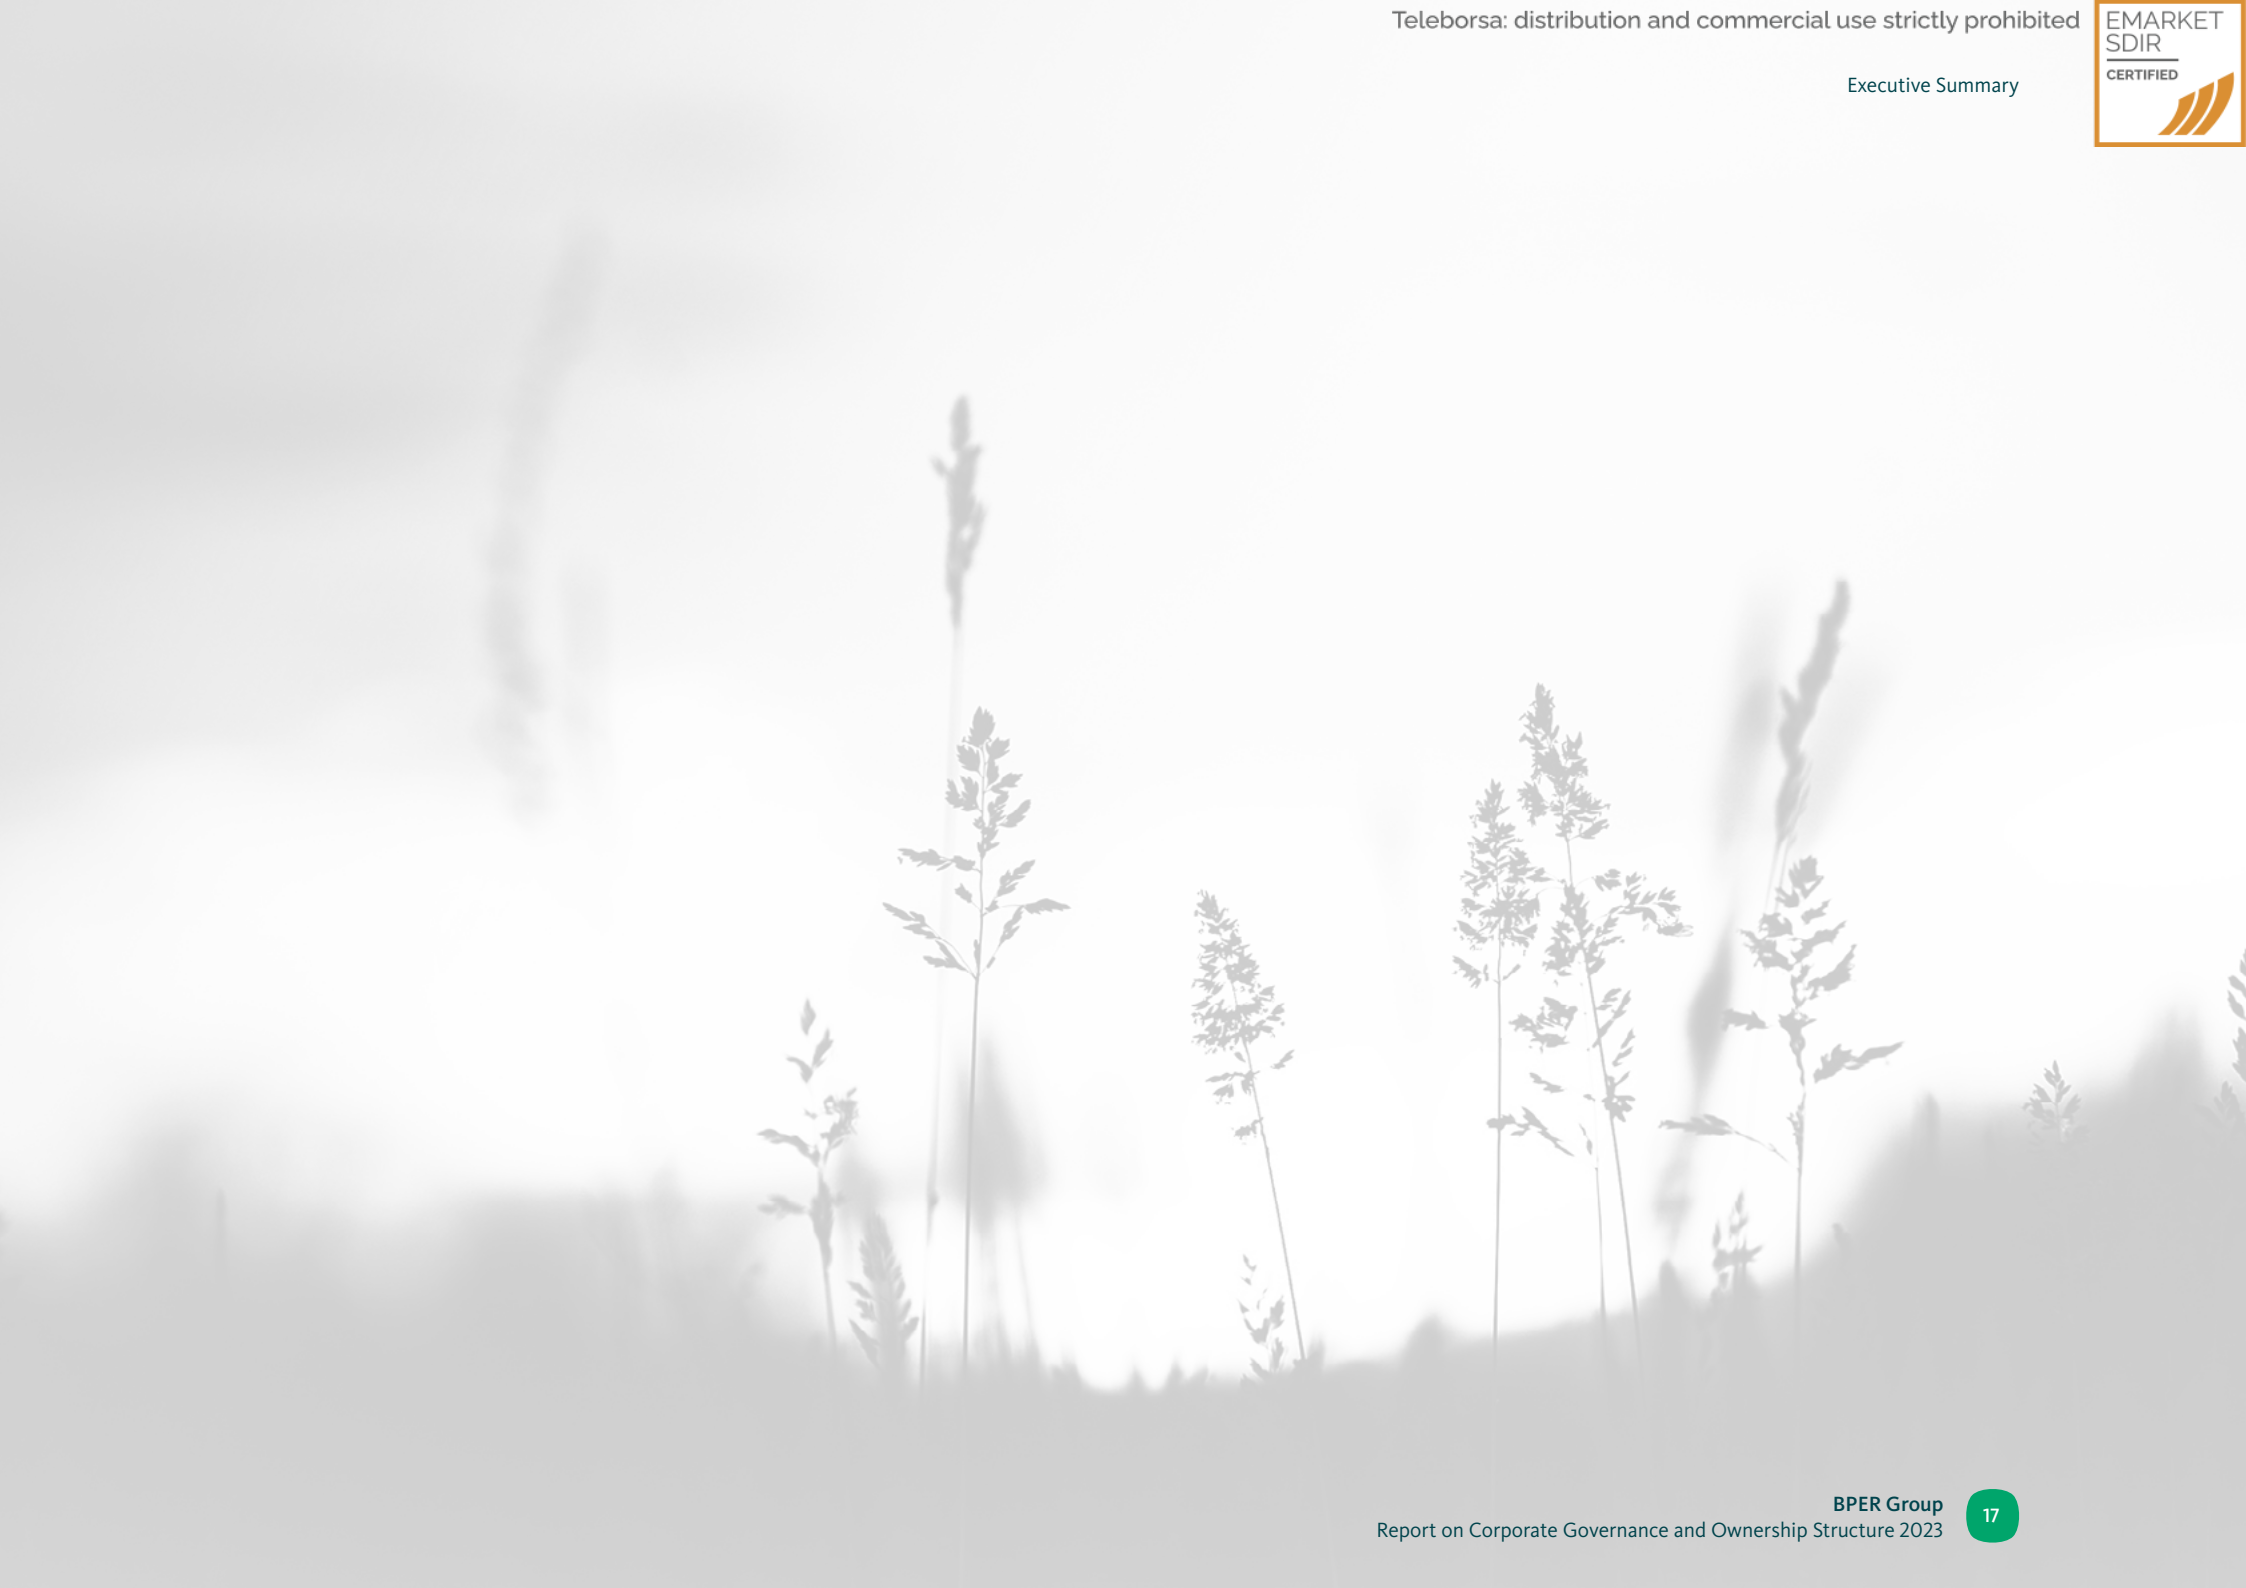 Teleborsa: distribution and commercial use strictly prohibited
EMARKET
SDIR
CERTIFIED
Executive Summary
BPER Group
Report on Corporate Governance and Ownership Structure 2023
17